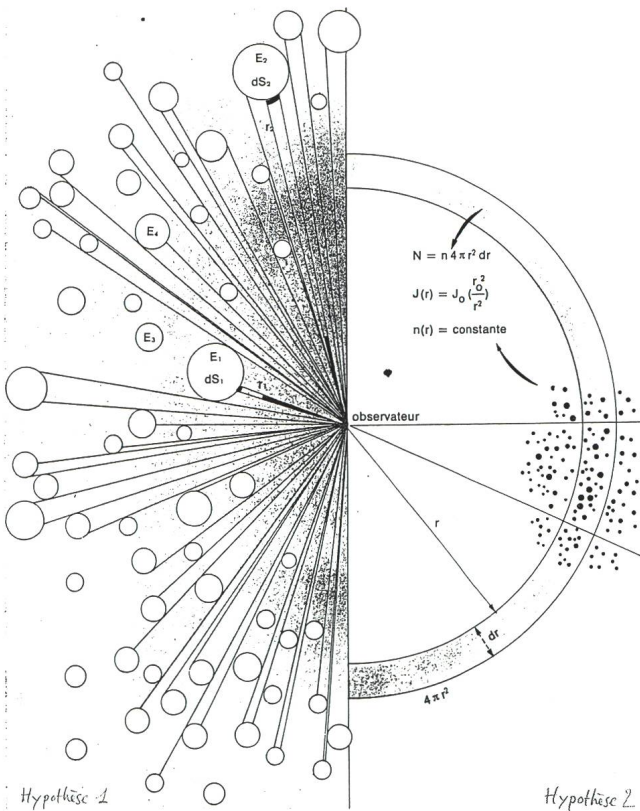 E₂
dS₂
r₂
E₄
E₃
E₁
dS₁
r₁
N = n 4 π r² dr
J(r) = J₀ (r₀²/r²)
n(r) = constante
observateur
r
dr
4 π r²
Hypothèse 1
Hypothèse 2